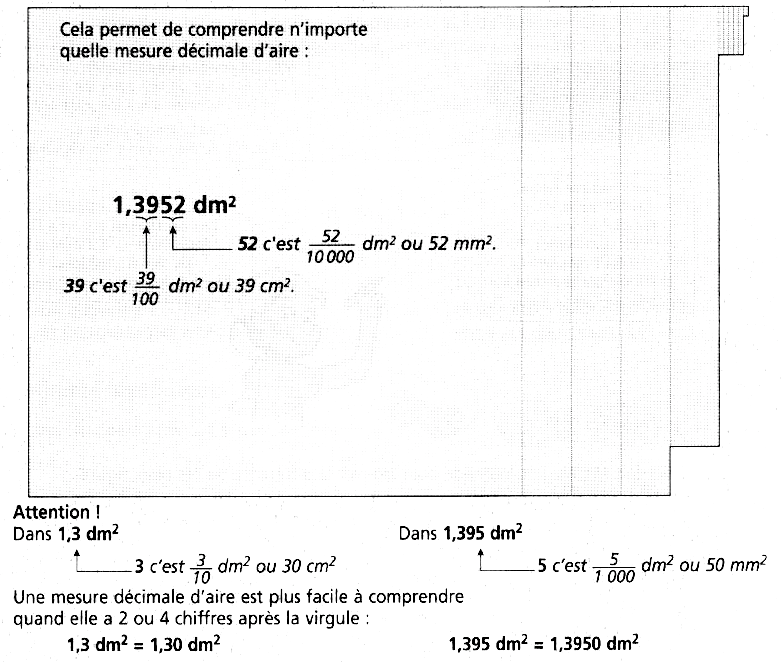 Cela permet de comprendre n'importe
quelle mesure décimale d'aire :
1,3952 dm²
52 c'est 52/10 000 dm² ou 52 mm².
39 c'est 39/100 dm² ou 39 cm².
Attention !
Dans 1,3 dm²
3 c'est 3/10 dm² ou 30 cm²
Dans 1,395 dm²
5 c'est 5/1 000 dm² ou 50 mm²
Une mesure décimale d'aire est plus facile à comprendre
quand elle a 2 ou 4 chiffres après la virgule :
1,3 dm² = 1,30 dm²
1,395 dm² = 1,3950 dm²